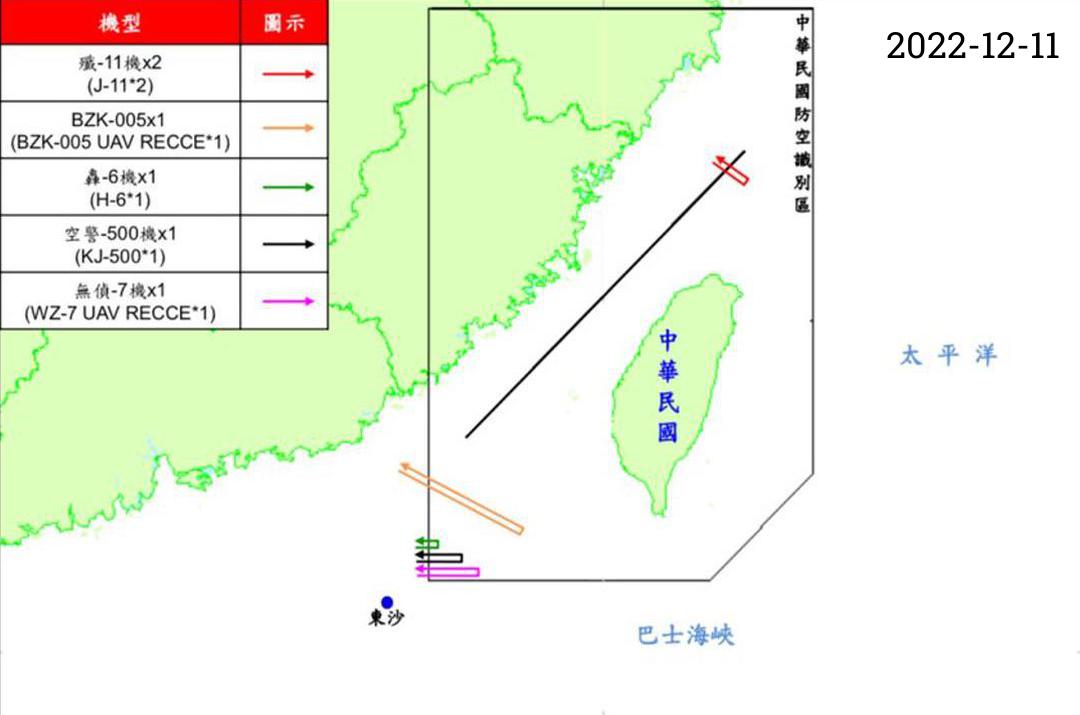 機型 圖示
殲-11機x2
(J-11*2)
BZK-005x1
(BZK-005 UAV RECCE*1)
轟-6機x1
(H-6*1)
空警-500機x1
(KJ-500*1)
無偵-7機x1
(WZ-7 UAV RECCE*1)
中華民國防空識別區
2022-12-11
中華民國
太平洋
東沙
巴士海峽